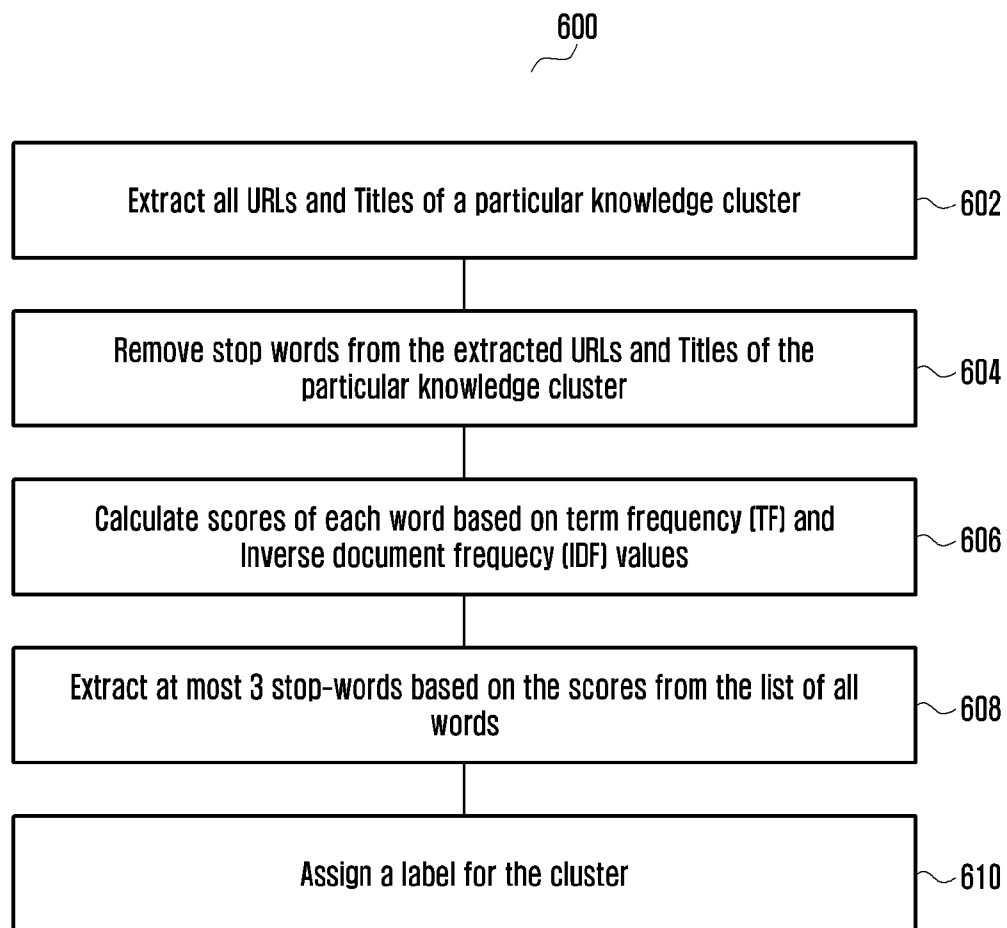 600
Extract all URLs and Titles of a particular knowledge cluster
602
Remove stop words from the extracted URLs and Titles of the
particular knowledge cluster
604
Calculate scores of each word based on term frequency (TF) and
Inverse document frequecy (IDF) values
606
Extract at most 3 stop-words based on the scores from the list of all
words
608
Assign a label for the cluster
610